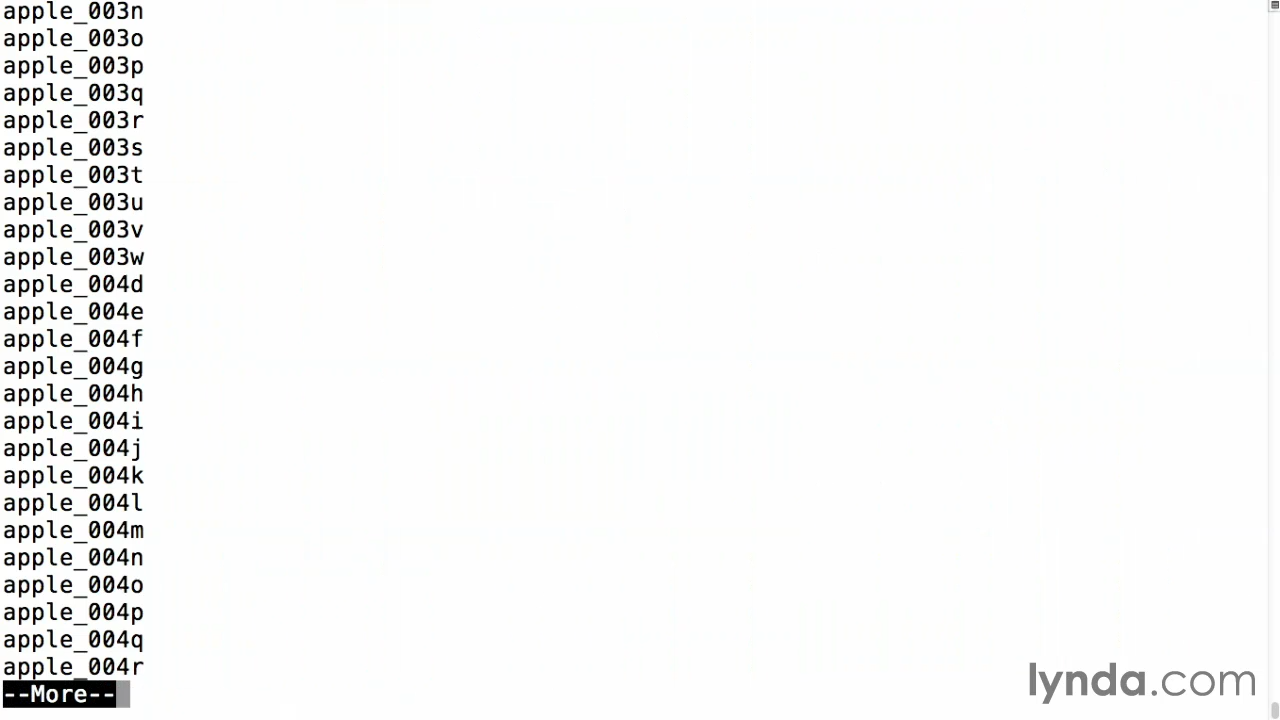 apple_003n
apple_003o
apple_003p
apple_003q
apple_003r
apple_003s
apple_003t
apple_003u
apple_003v
apple_003w
apple_004d
apple_004e
apple_004f
apple_004g
apple_004h
apple_004i
apple_004j
apple_004k
apple_004l
apple_004m
apple_004n
apple_004o
apple_004p
apple_004q
apple_004r
--More--
lynda.com